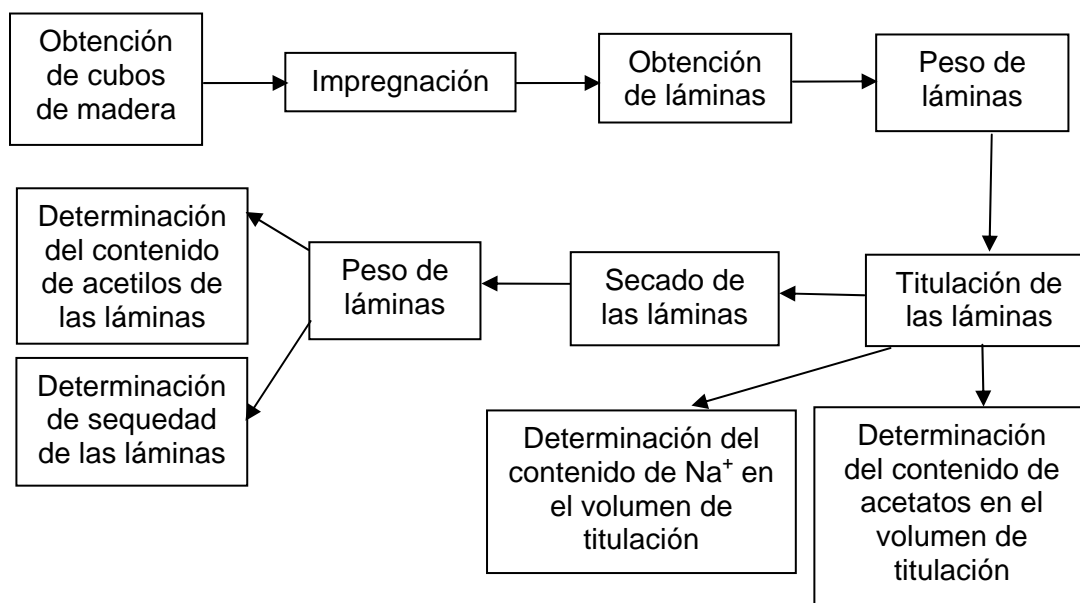 Obtención
de cubos
de madera
Impregnación
Obtención
de láminas
Peso de
láminas
Titulación de
las láminas
Secado de
las láminas
Peso de
láminas
Determinación
del contenido
de acetilos de
las láminas
Determinación
de sequedad
de las láminas
Determinación del
contenido de Na⁺ en
el volumen de
titulación
Determinación
del contenido de
acetatos en el
volumen de
titulación